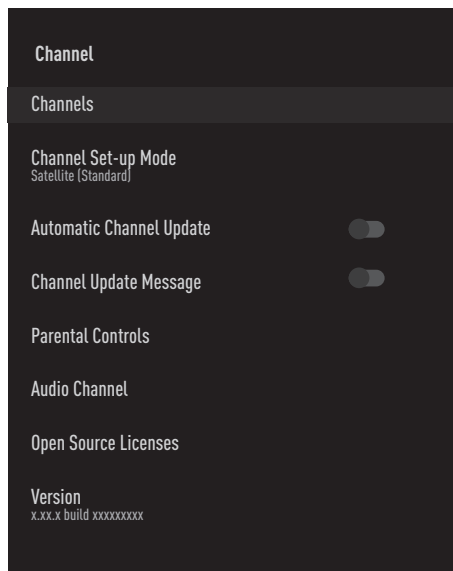 Channel
Channels
Channel Set-up Mode
Satellite (Standard)
Automatic Channel Update
Channel Update Message
Parental Controls
Audio Channel
Open Source Licenses
Version
x.xx.x build xxxxxxxxx